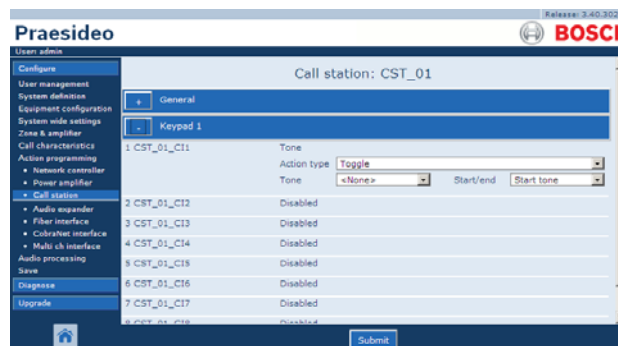 Release: 3.40.302
Praesideo
BOSCH
User: admin
Configure
User management
System definition
Equipment configuration
System wide settings
Zone & amplifier
Call characteristics
Action programming
• Network controller
• Power amplifier
• Call station
• Audio expander
• Fiber interface
• CobraNet interface
• Multi ch interface
Audio processing
Save
Diagnose
Upgrade
Call station: CST_01
+ General
- Keypad 1
1 CST_01_CI1 Tone
Action type Toggle
Tone <None> Start/end Start tone
2 CST_01_CI2 Disabled
3 CST_01_CI3 Disabled
4 CST_01_CI4 Disabled
5 CST_01_CI5 Disabled
6 CST_01_CI6 Disabled
7 CST_01_CI7 Disabled
8 CST_01_CI8 Disabled
Submit